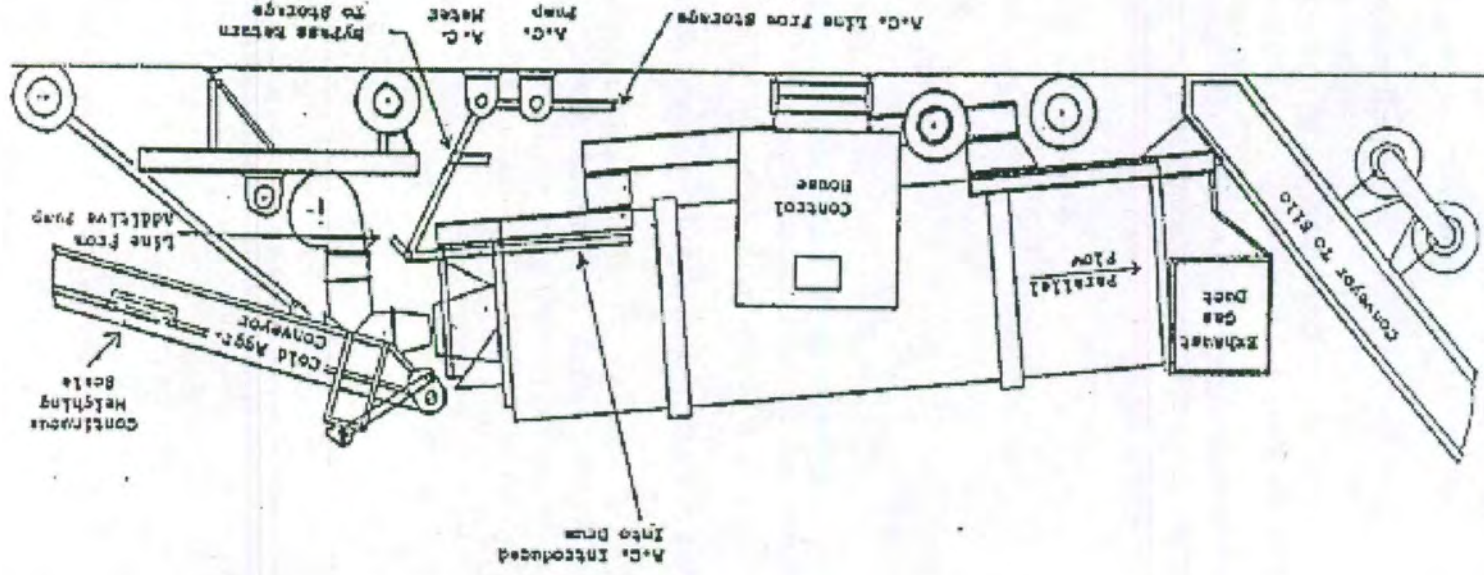 A.C. Introduced
Into Drum
Continuous
Weighing
Scale
Cold Aggr.
Conveyor
Exhaust
Gas
Duct
Conveyor To Silo
Parallel
Flow
Control
House
Line From
Additive Pump
A.C. Line From Storage
A.C.
Pump
A.C.
Meter
Bypass Return
To Storage